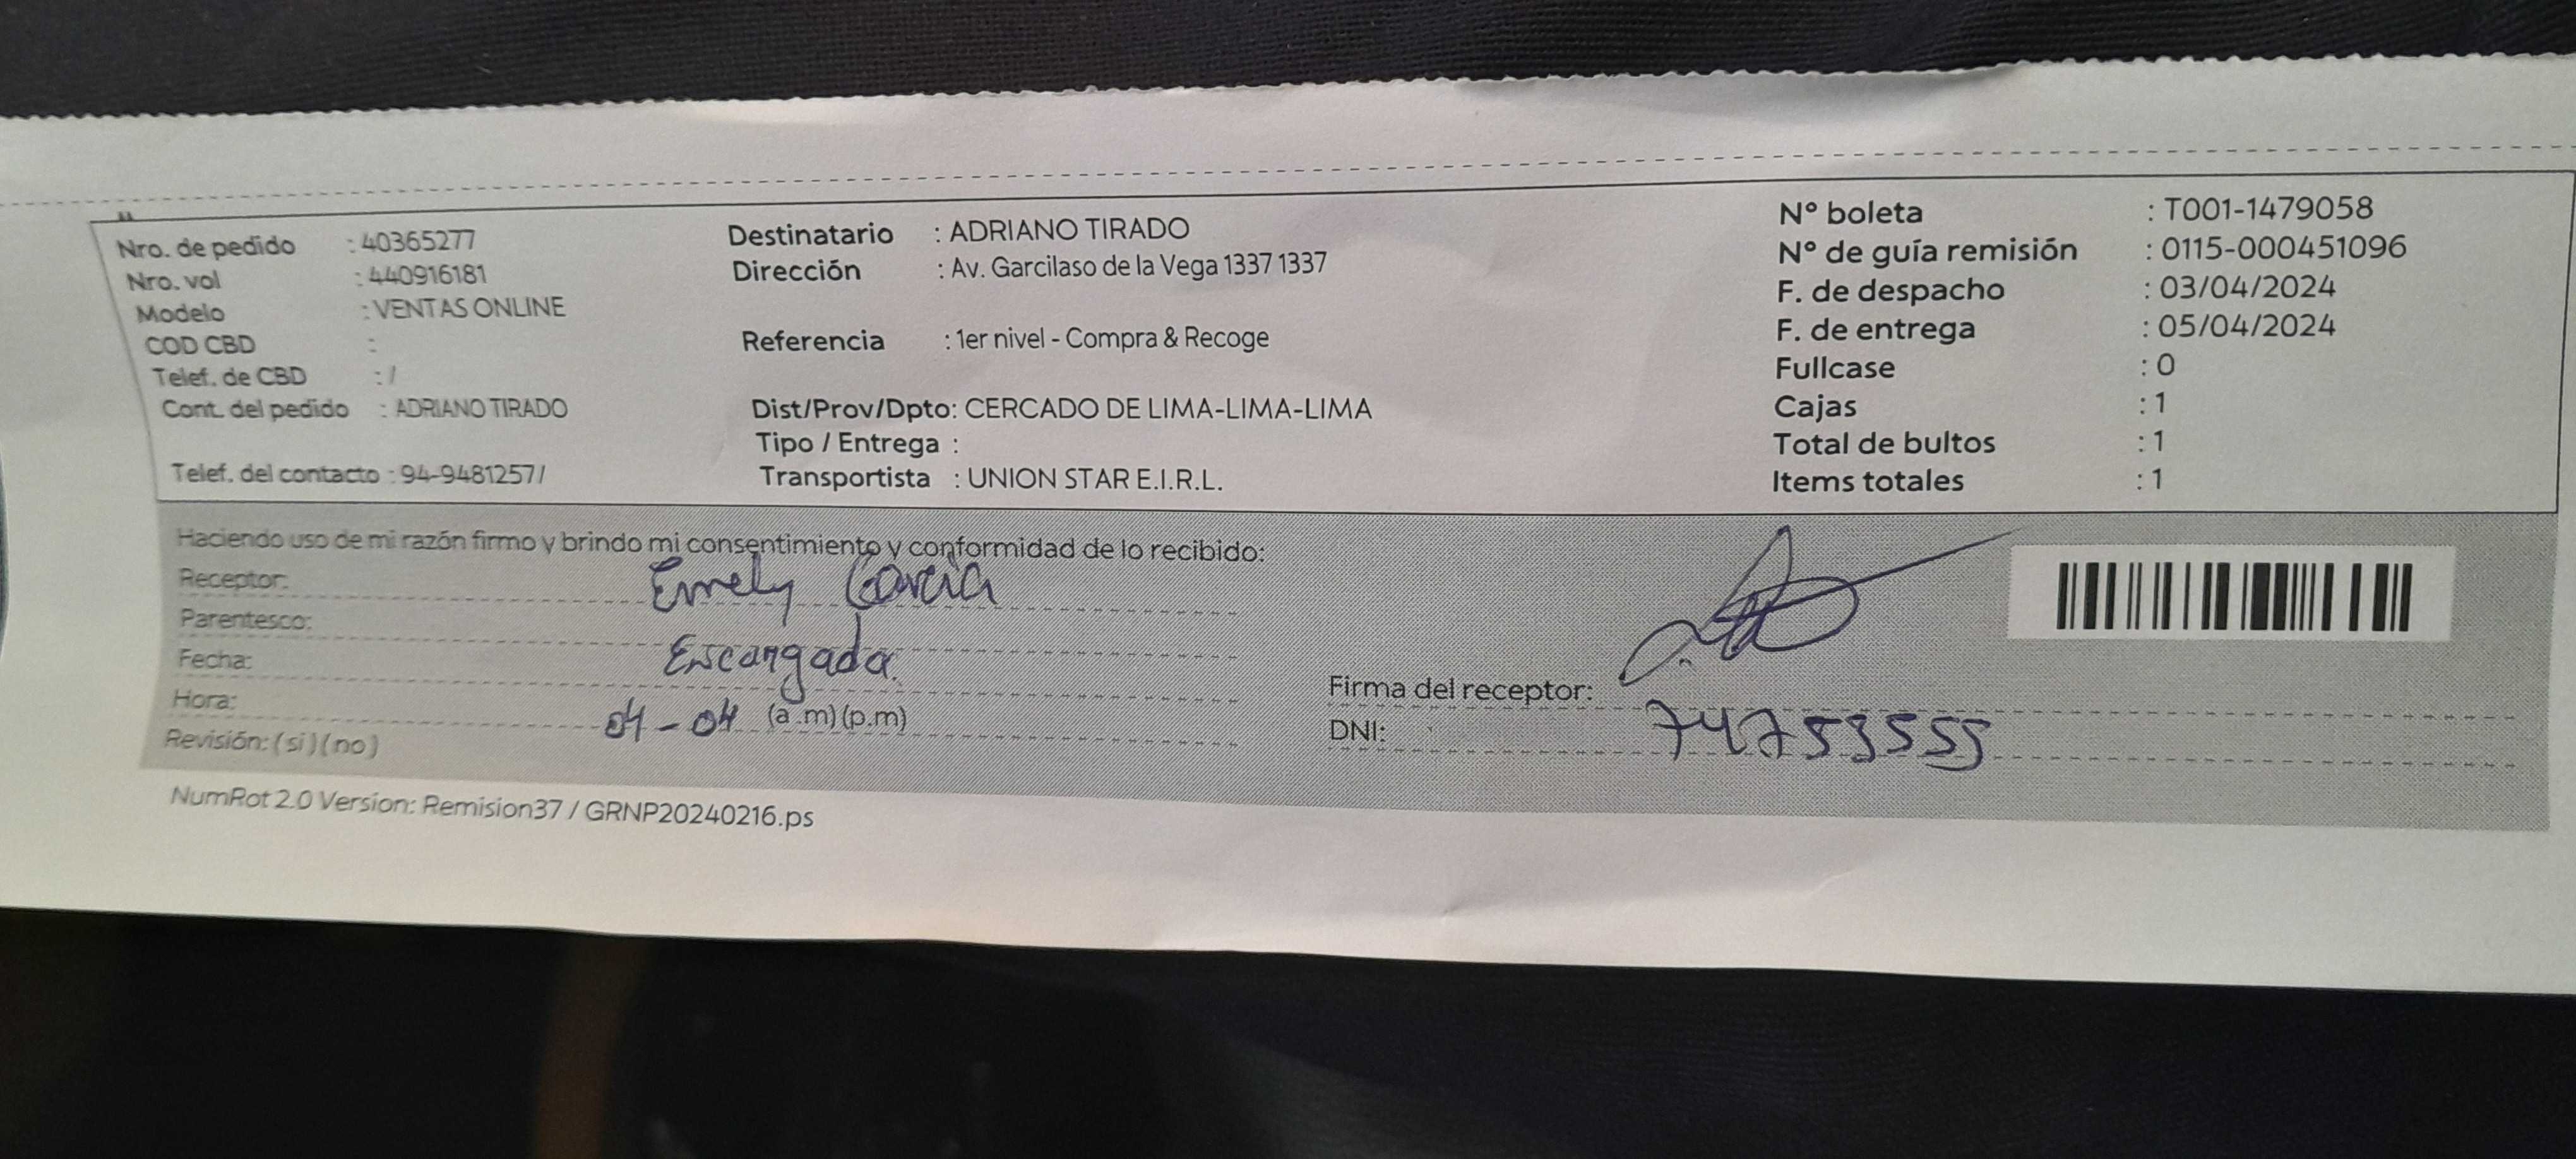 Nro. de pedido : 40365277
Nro. vol : 440916181
Modelo : VENTAS ONLINE
COD CBD :
Telef. de CBD : /
Cont. del pedido : ADRIANO TIRADO
Telef. del contacto : 94-9481257/
Destinatario : ADRIANO TIRADO
Dirección : Av. Garcilaso de la Vega 1337 1337
Referencia : 1er nivel - Compra & Recoge
Dist/Prov/Dpto: CERCADO DE LIMA-LIMA-LIMA
Tipo / Entrega :
Transportista : UNION STAR E.I.R.L.
Nº boleta : T001-1479058
Nº de guía remisión : 0115-000451096
F. de despacho : 03/04/2024
F. de entrega : 05/04/2024
Fullcase : 0
Cajas : 1
Total de bultos : 1
Items totales : 1
Haciendo uso de mi razón firmo y brindo mi consentimiento y conformidad de lo recibido:
Receptor: Emely Garcia
Parentesco:
Fecha: Encargada.
Hora: 04-04 (a.m)(p.m)
Revisión: (si)(no)
Firma del receptor:
DNI: 74753555
NumRot 2.0 Version: Remision37 / GRNP20240216.ps